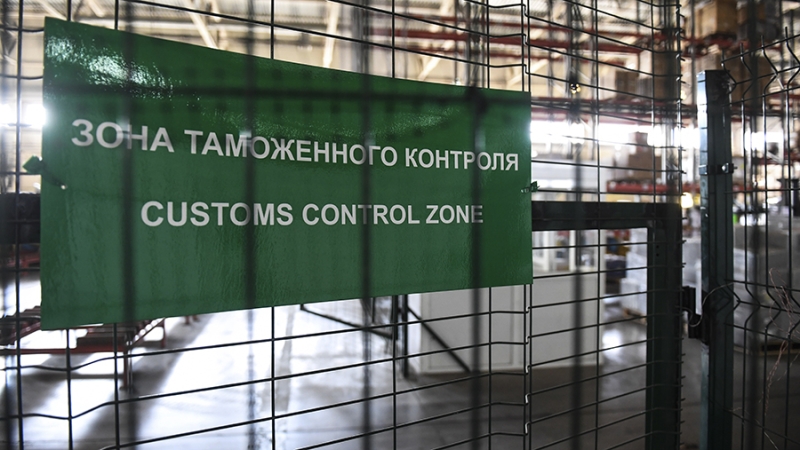 ЗОНА ТАМОЖЕННОГО КОНТРОЛЯ
CUSTOMS CONTROL ZONE